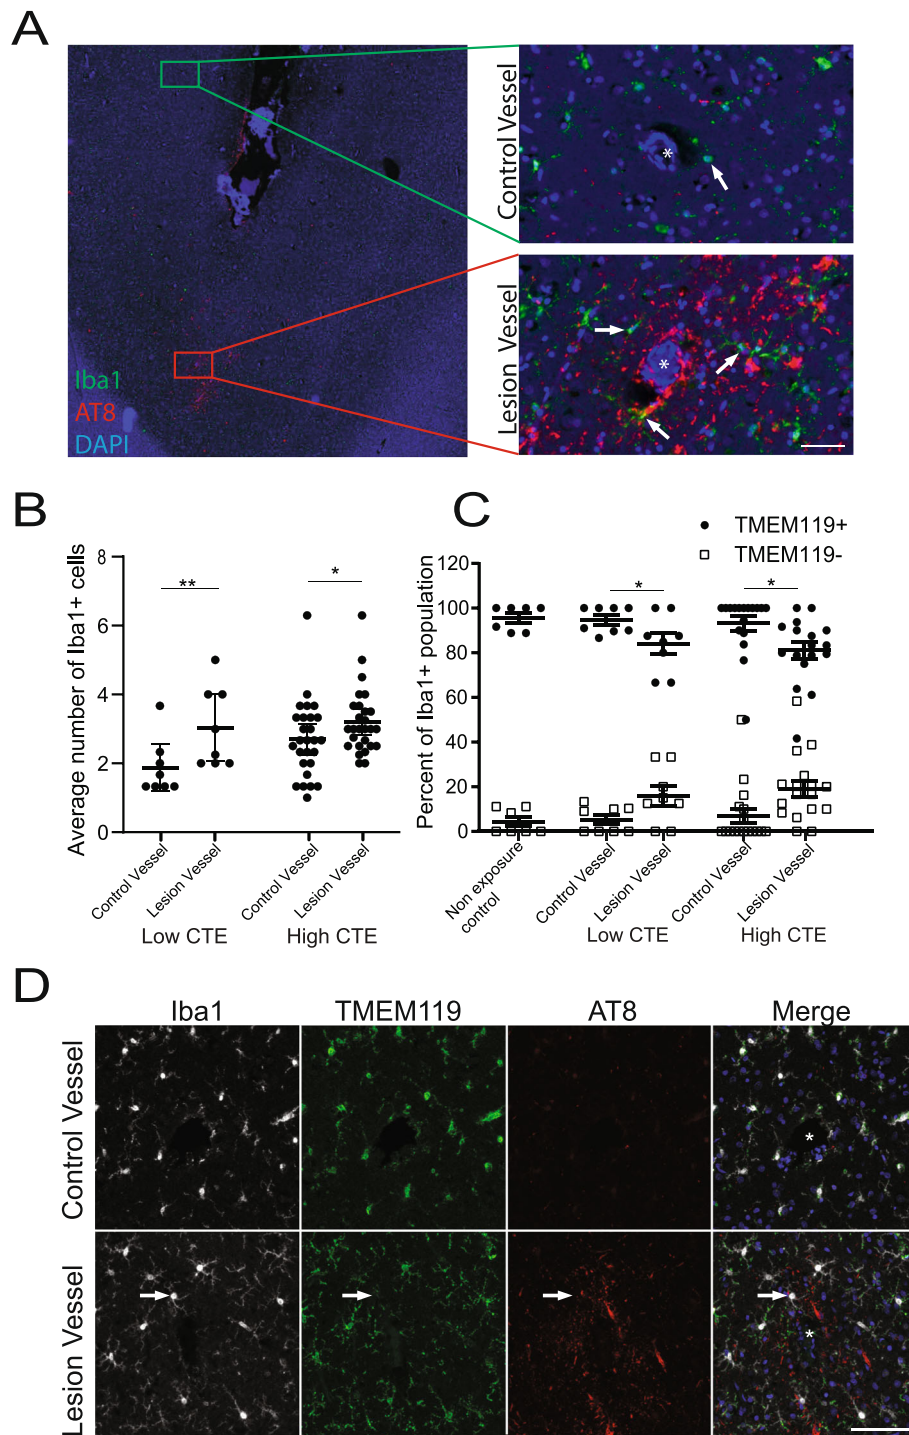 A
Control Vessel
*
Lesion Vessel
*
Iba1
AT8
DAPI
B
Average number of Iba1+ cells
8
6
4
2
0
**
*
Control Vessel
Lesion Vessel
Control Vessel
Lesion Vessel
Low CTE
High CTE
C
TMEM119+
TMEM119-
Percent of Iba1+ population
120
100
80
60
40
20
0
*
*
Non exposure
control
Control Vessel
Lesion Vessel
Control Vessel
Lesion Vessel
Low CTE
High CTE
D
Iba1
TMEM119
AT8
Merge
Control Vessel
*
Lesion Vessel
*